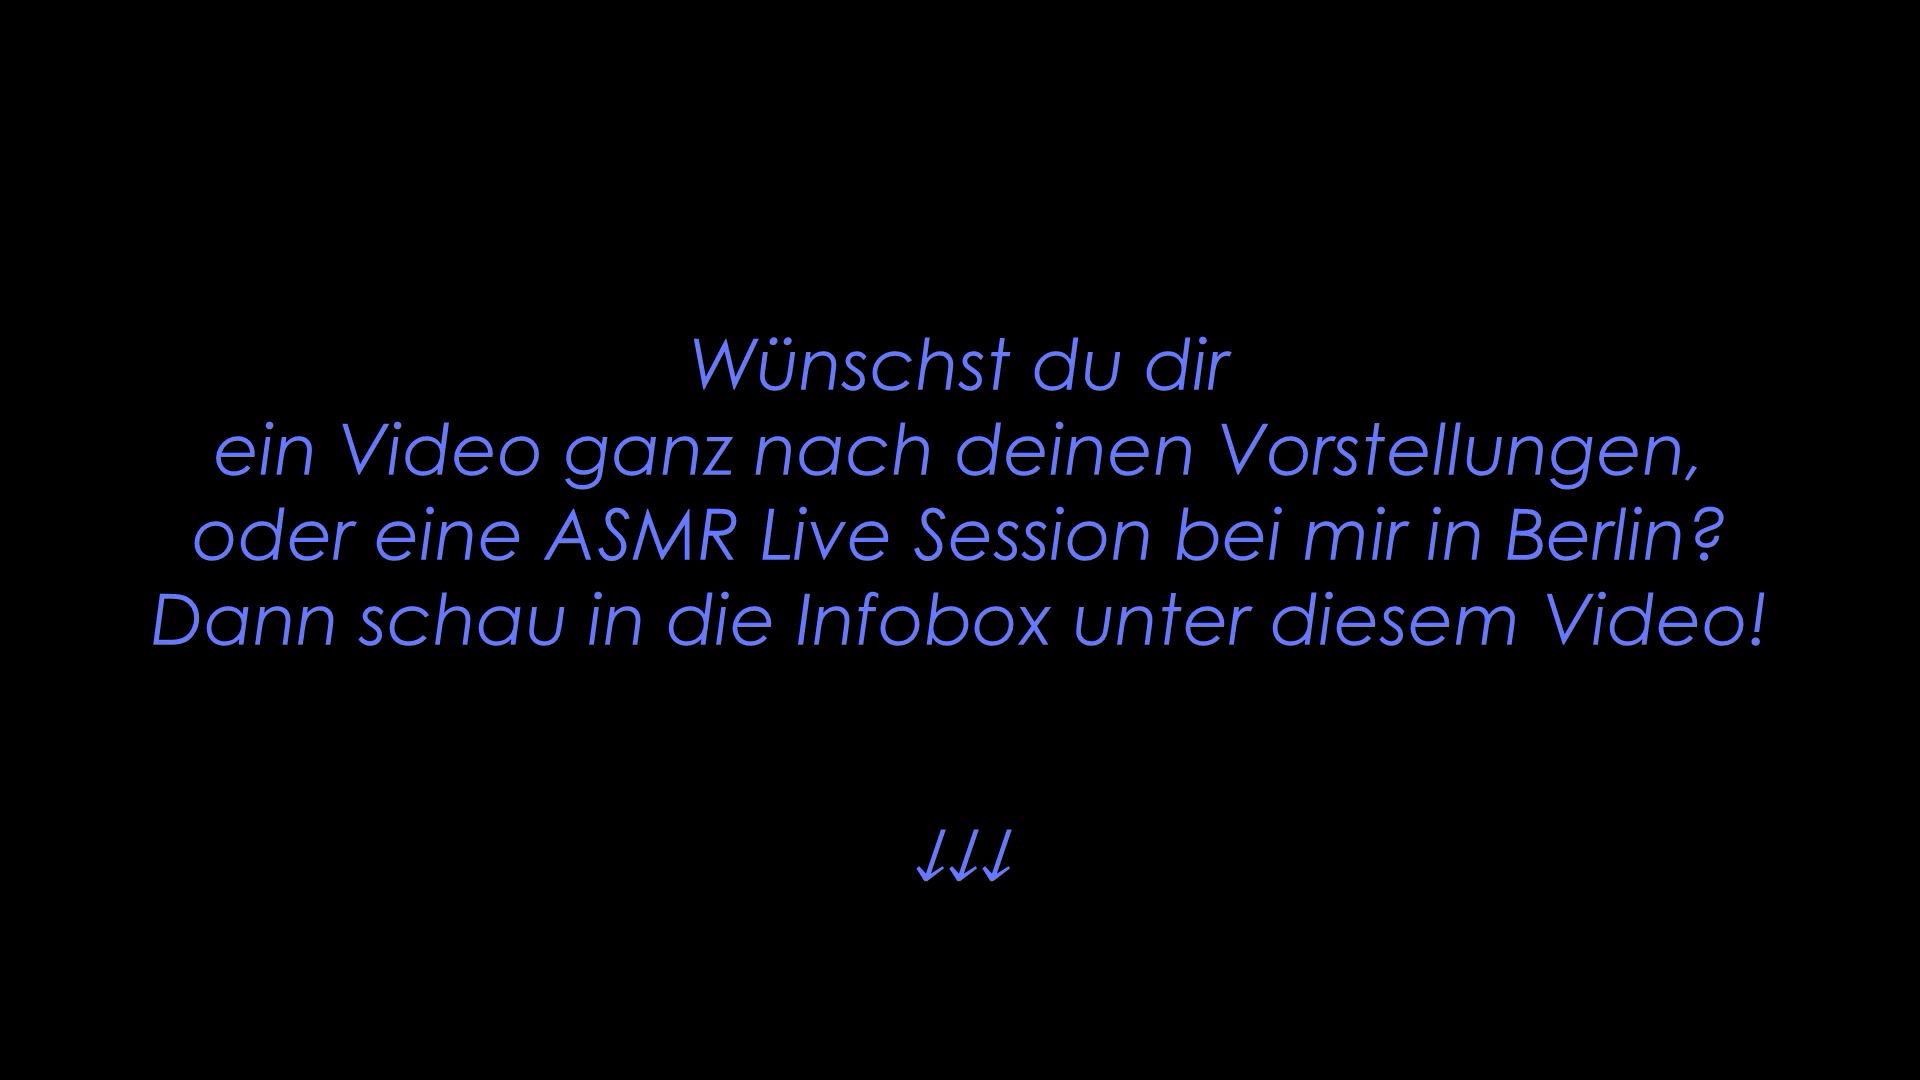 Wünschst du dir
ein Video ganz nach deinen Vorstellungen,
oder eine ASMR Live Session bei mir in Berlin?
Dann schau in die Infobox unter diesem Video!
↓↓↓